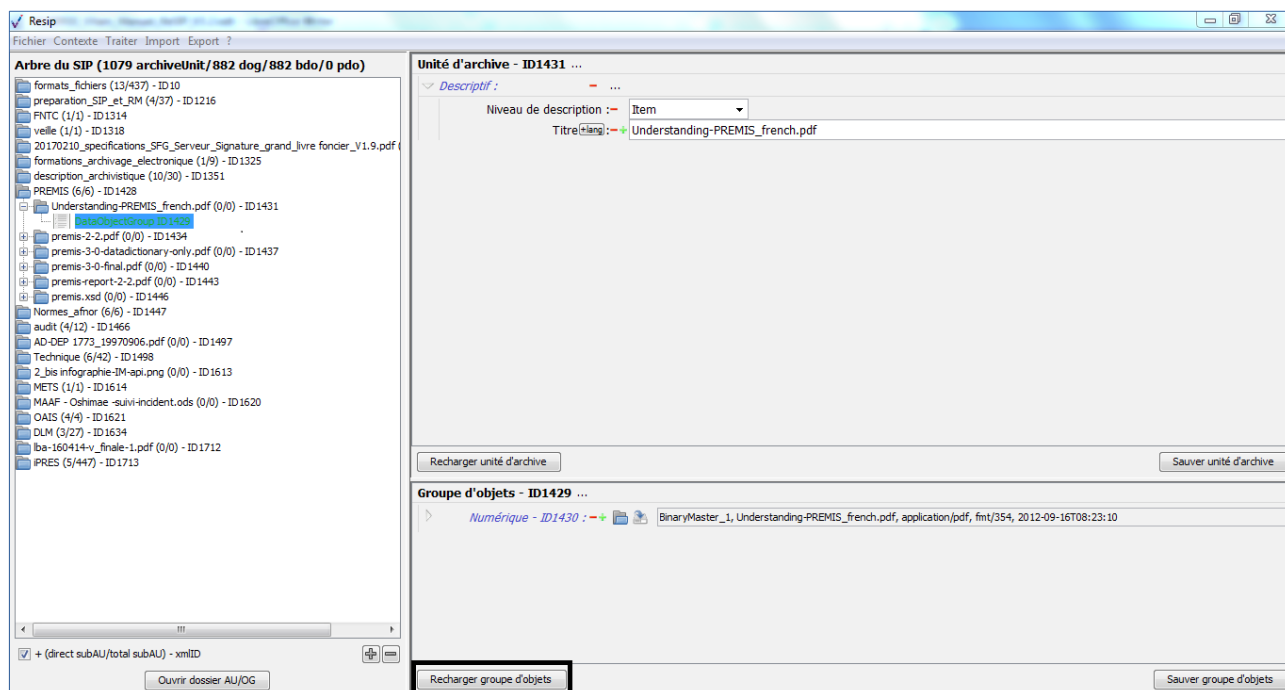 Resip
Fichier Contexte Traiter Import Export ?
Arbre du SIP (1079 archiveUnit/882 dog/882 bdo/0 pdo)
formats_fichiers (13/437) - ID10
preparation_SIP_et_RM (4/37) - ID1216
FNTC (1/1) - ID1314
veille (1/1) - ID1318
20170210_specifications_SFG_Serveur_Signature_grand_livre foncier_V1.9.pdf (
formations_archivage_electronique (1/9) - ID1325
description_archivistique (10/30) - ID1351
PREMIS (6/6) - ID1428
Understanding-PREMIS_french.pdf (0/0) - ID1431
DataObjectGroup ID1429
premis-2-2.pdf (0/0) - ID1434
premis-3-0-datadictionary-only.pdf (0/0) - ID1437
premis-3-0-final.pdf (0/0) - ID1440
premis-report-2-2.pdf (0/0) - ID1443
premis.xsd (0/0) - ID1446
Normes_afnor (6/6) - ID1447
audit (4/12) - ID1466
AD-DEP 1773_19970906.pdf (0/0) - ID1497
Technique (6/42) - ID1498
2_bis infographie-IM-api.png (0/0) - ID1613
METS (1/1) - ID1614
MAAF - Oshimae -suivi-incident.ods (0/0) - ID1620
OAIS (4/4) - ID1621
DLM (3/27) - ID1634
lba-160414-v_finale-1.pdf (0/0) - ID1712
iPRES (5/447) - ID1713
+ (direct subAU/total subAU) - xmlID
Ouvrir dossier AU/OG
Unité d'archive - ID1431 ...
Descriptif : - ...
Niveau de description :- Item
Titre +lang :-+ Understanding-PREMIS_french.pdf
Recharger unité d'archive
Sauver unité d'archive
Groupe d'objets - ID1429 ...
Numérique - ID1430 : -+ BinaryMaster_1, Understanding-PREMIS_french.pdf, application/pdf, fmt/354, 2012-09-16T08:23:10
Recharger groupe d'objets
Sauver groupe d'objets